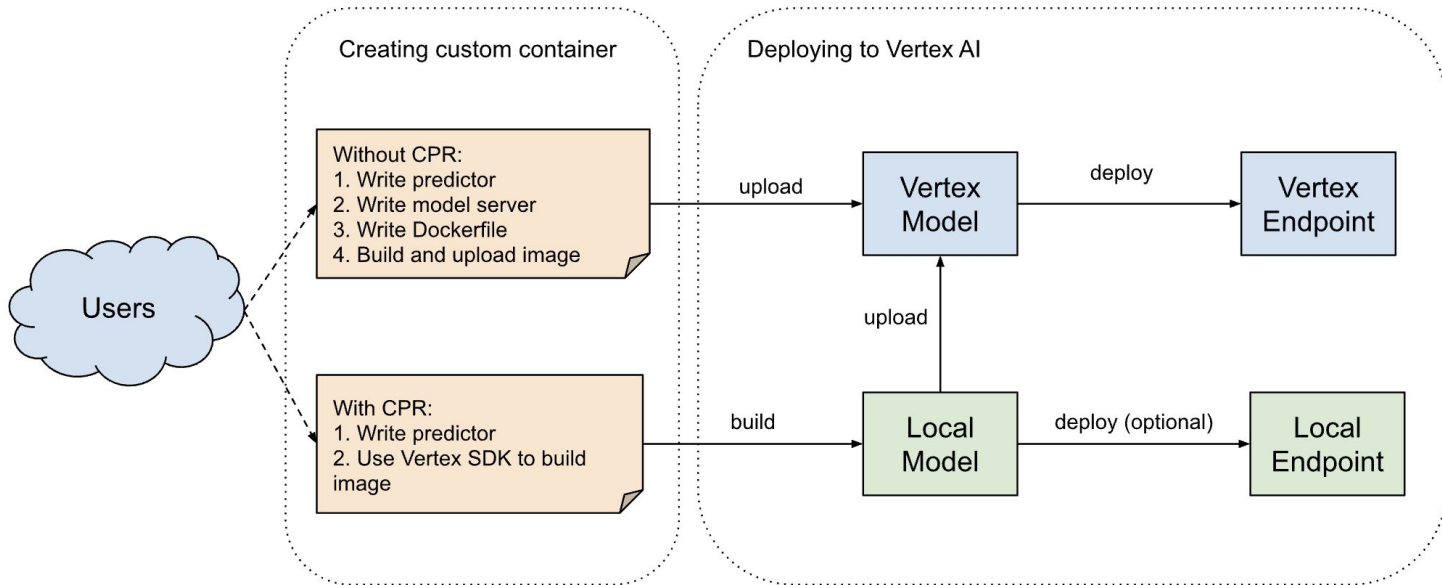 Creating custom container
Deploying to Vertex AI
Without CPR:
1. Write predictor
2. Write model server
3. Write Dockerfile
4. Build and upload image
upload
Vertex
Model
deploy
Vertex
Endpoint
Users
upload
With CPR:
1. Write predictor
2. Use Vertex SDK to build
image
build
Local
Model
deploy (optional)
Local
Endpoint